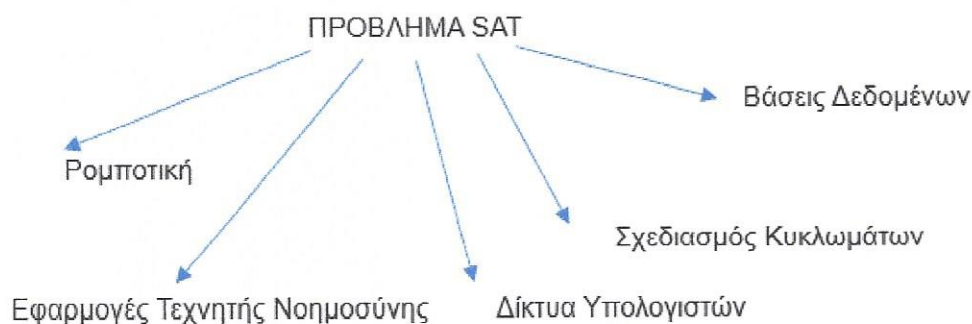 ΠΡΟΒΛΗΜΑ SAT
Βάσεις Δεδομένων
Ρομποτική
Σχεδιασμός Κυκλωμάτων
Εφαρμογές Τεχνητής Νοημοσύνης
Δίκτυα Υπολογιστών